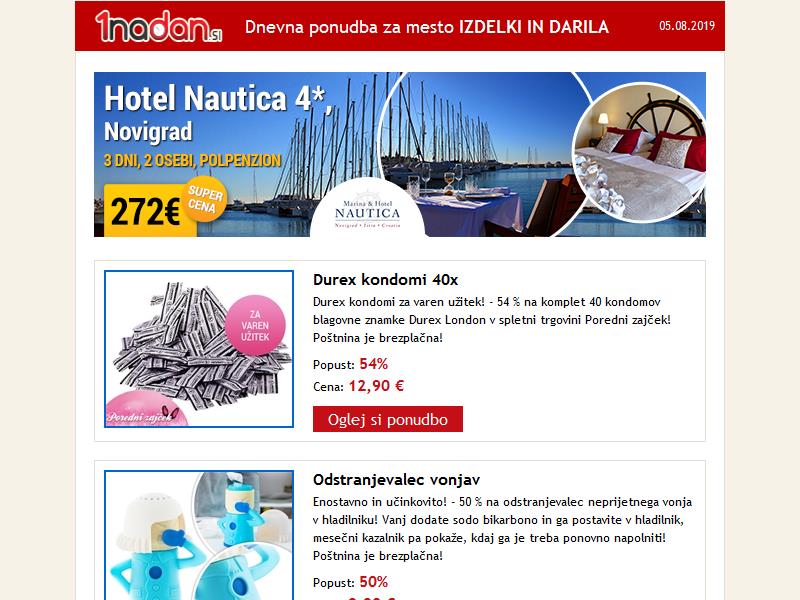 1nadan.si
Dnevna ponudba za mesto IZDELKI IN DARILA
05.08.2019
Hotel Nautica 4*,
Novigrad
3 DNI, 2 OSEBI, POLPENZION
272€
SUPER
CENA
Marina & Hotel
NAUTICA
Novigrad • Istra • Croatia
ZA
VAREN
UŽITEK
Poredni zajček
Durex kondomi 40x
Durex kondomi za varen užitek! - 54 % na komplet 40 kondomov
blagovne znamke Durex London v spletni trgovini Poredni zajček!
Poštnina je brezplačna!
Popust: 54%
Cena: 12,90 €
Oglej si ponudbo
Odstranjevalec vonjav
Enostavno in učinkovito! - 50 % na odstranjevalec neprijetnega vonja
v hladilniku! Vanj dodate sodo bikarbono in ga postavite v hladilnik,
mesečni kazalnik pa pokaže, kdaj ga je treba ponovno napolniti!
Poštnina je brezplačna!
Popust: 50%